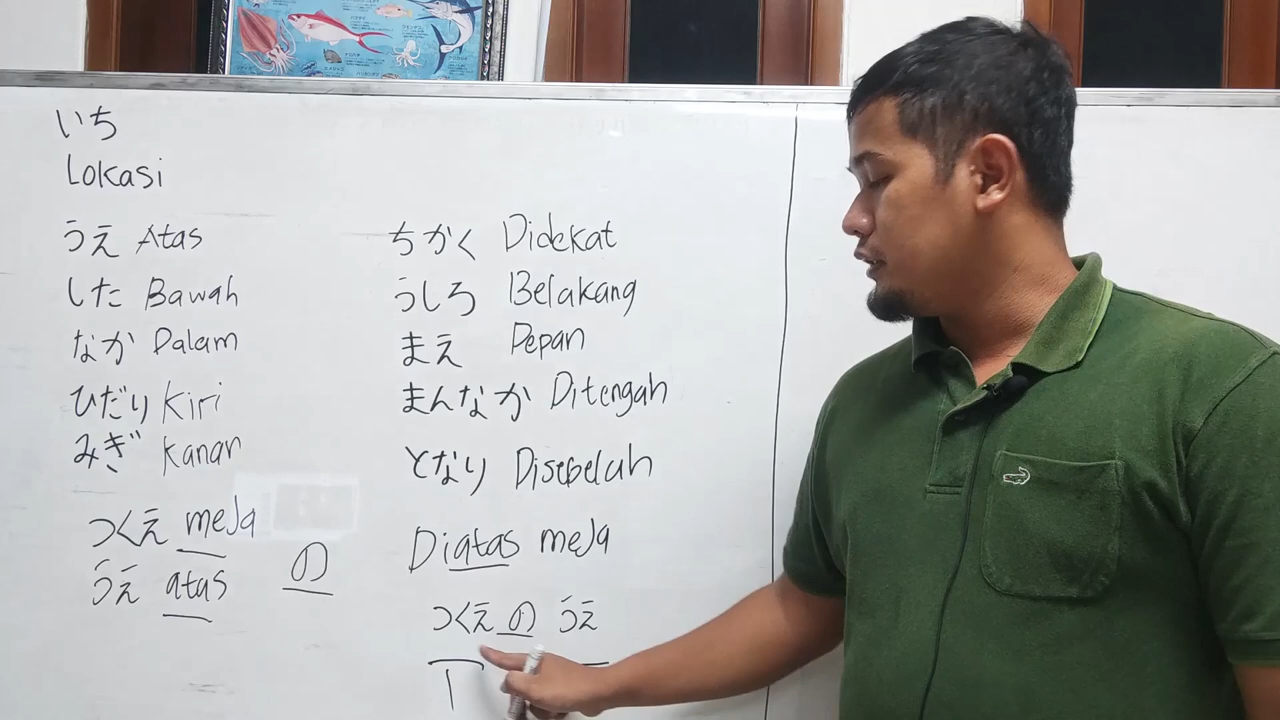 いち
Lokasi
うえ Atas
した Bawah
なか Dalam
ひだり Kiri
みぎ Kanan
つくえ meja
うえ atas
の
ちかく Didekat
うしろ Belakang
まえ Depan
まんなか Ditengah
となり Disebelah
Diatas meja
つくえ の うえ